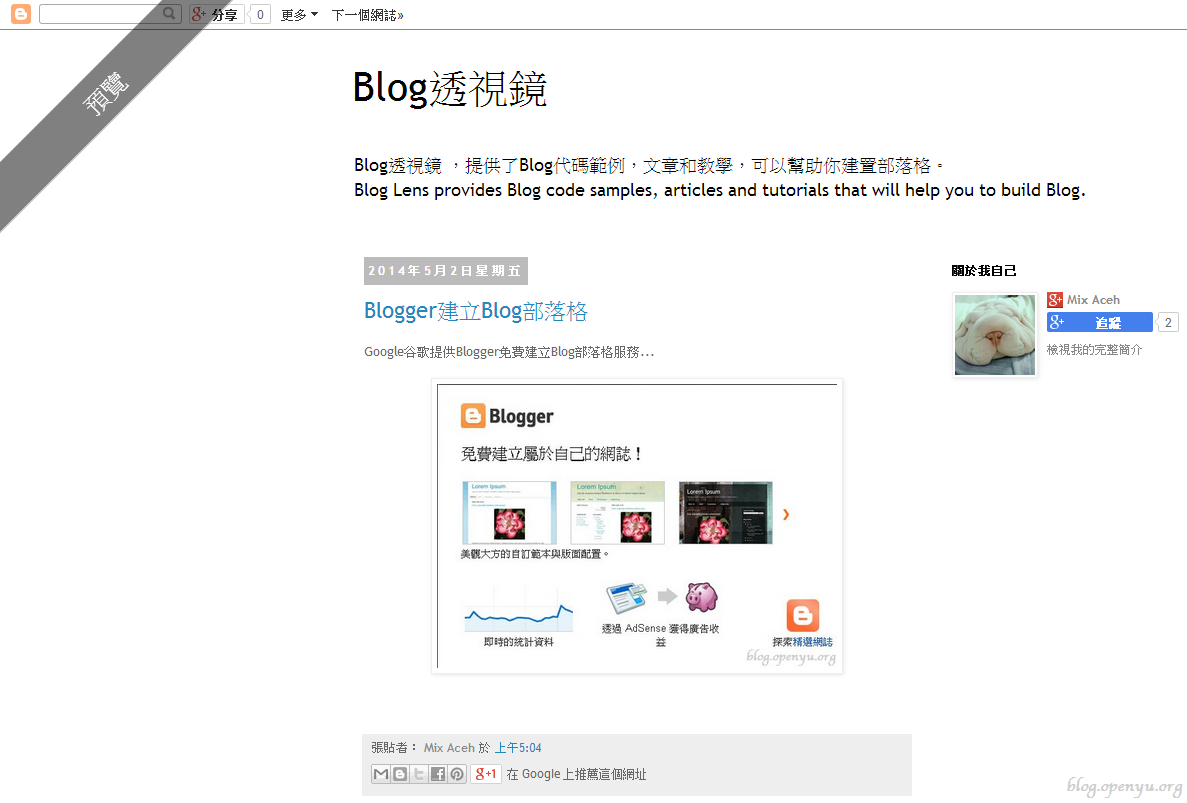 分享 0 更多 下一個網誌»
預覽
Blog透視鏡
Blog透視鏡 ，提供了Blog代碼範例，文章和教學，可以幫助你建置部落格。
Blog Lens provides Blog code samples, articles and tutorials that will help you to build Blog.
2014年5月2日星期五
Blogger建立Blog部落格
Google谷歌提供Blogger免費建立Blog部落格服務...
Blogger
免費建立屬於自己的網誌！
Lorem Ipsum
Lorem Ipsum
Lorem Ipsum
美觀大方的自訂範本與版面配置。
即時的統計資料
透過 AdSense 獲得廣告收
益
探索精選網誌
blog.openyu.org
張貼者： Mix Aceh 於 上午5:04
g+1 在 Google 上推薦這個網址
關於我自己
g+ Mix Aceh
g+ 追蹤 2
檢視我的完整簡介
blog.openyu.org